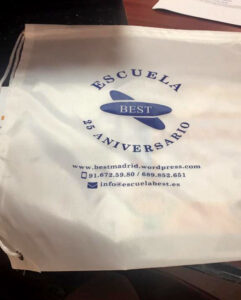 ESCUELA
BEST
25 ANIVERSARIO
www.bestmadrid.wordpress.com
91.672.59.80 / 689.852.651
info@escuelabest.es